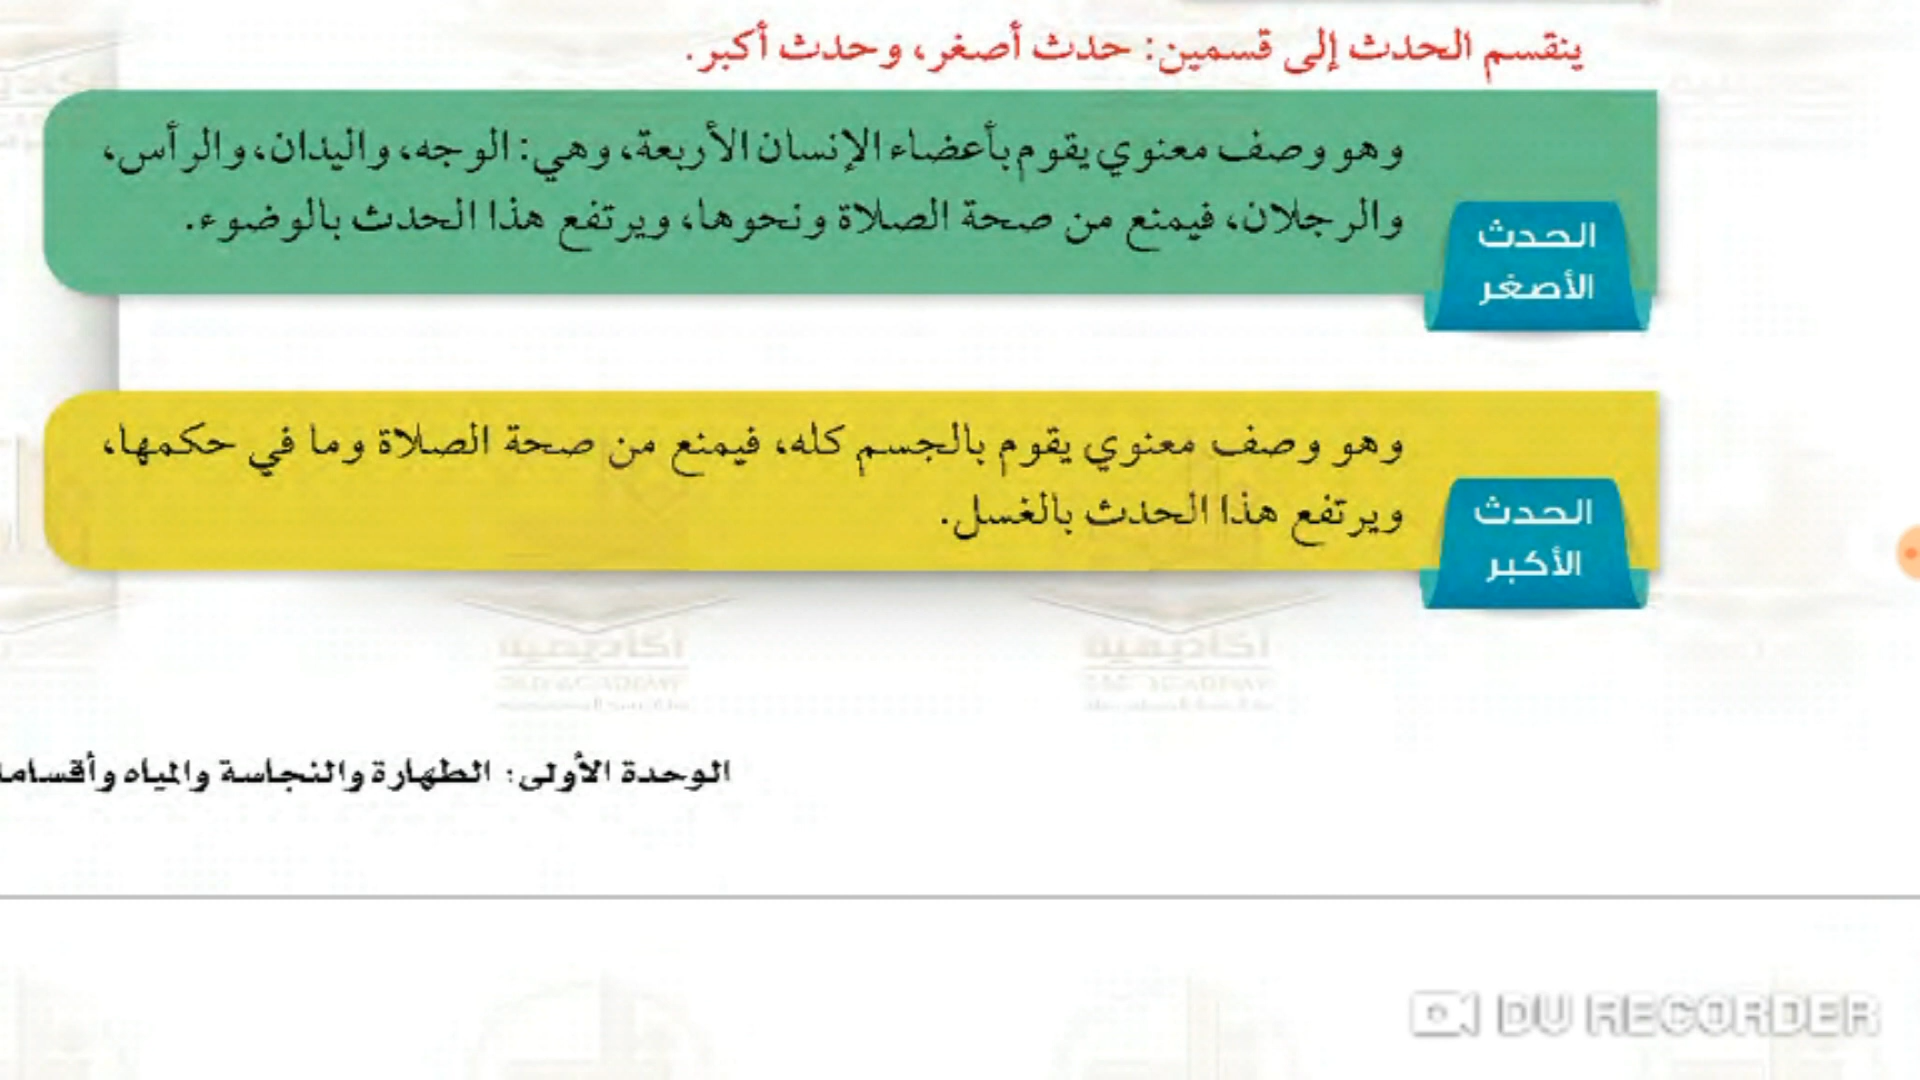 ينقسم الحدث إلى قسمين: حدث أصغر، وحدث أكبر.
وهو وصف معنوي يقوم بأعضاء الإنسان الأربعة، وهي: الوجه، واليدان، والرأس،
والرجلان، فيمنع من صحة الصلاة ونحوها، ويرتفع هذا الحدث بالوضوء.
الحدث
الأصغر
وهو وصف معنوي يقوم بالجسم كله، فيمنع من صحة الصلاة وما في حكمها،
ويرتفع هذا الحدث بالغسل.
الحدث
الأكبر
أكاديمية
أكاديمية
الوحدة الأولى: الطهارة والنجاسة والمياه
DU RECORDER